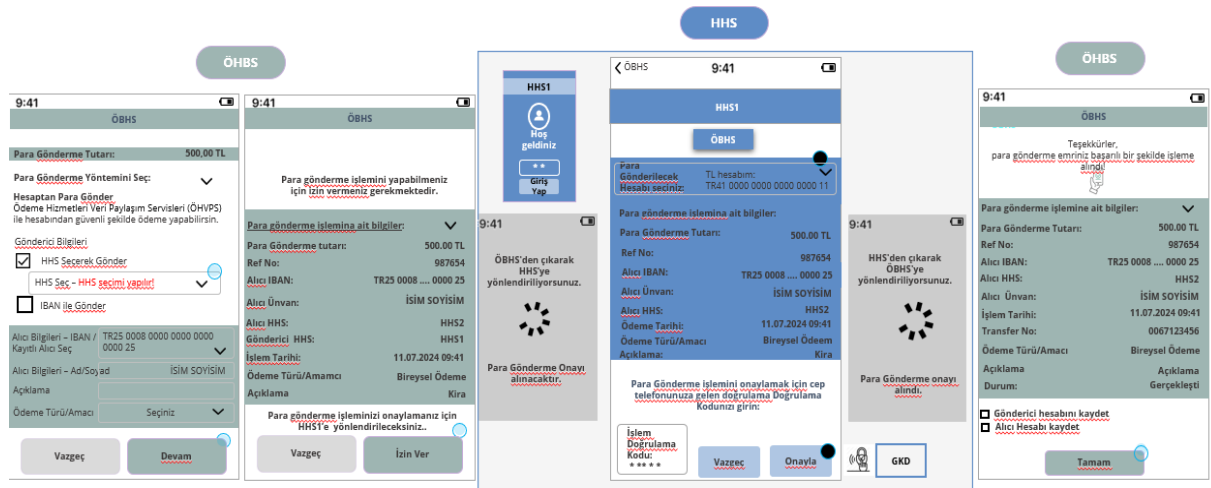 HHS
ÖHBS
ÖHBS
9:41
ÖBHS
Para Gönderme Tutarı: 500,00 TL
Para Gönderme Yöntemini Seç:
Hesaptan Para Gönder
Ödeme Hizmetleri Veri Paylaşım Servisleri (ÖHVPS)
ile hesabından güvenli şekilde ödeme yapabilirsin.
Gönderici Bilgileri
HHS Seçerek Gönder
HHS Seç – HHS seçimi yapılır!
IBAN ile Gönder
Alıcı Bilgileri – IBAN /
Kayıtlı Alıcı Seç
TR25 0008 0000 0000 0000
0000 25
Alıcı Bilgileri – Ad/Soyad İSİM SOYİSİM
Açıklama
Ödeme Türü/Amacı Seçiniz
Vazgeç Devam
9:41
ÖBHS
Para gönderme işlemini yapabilmeniz
için izin vermeniz gerekmektedir.
Para gönderme işlemina ait bilgiler:
Para Gönderme tutarı: 500.00 TL
Ref No: 987654
Alıcı IBAN: TR25 0008 .... 0000 25
Alıcı Ünvan: İSİM SOYİSİM
Alıcı HHS: HHS2
Gönderici HHS: HHS1
İşlem Tarihi: 11.07.2024 09:41
Ödeme Türü/Amamcı Bireysel Ödeme
Açıklama Kira
Para gönderme işleminizi onaylamanız için
HHS1'e yönlendirileceksiniz..
Vazgeç İzin Ver
HHS1
Hoş
geldiniz
* *
Giriş
Yap
9:41
ÖBHS'den çıkarak
HHS'ye
yönlendiriliyorsunuz.
Para Gönderme Onayı
alınacaktır.
ÖBHS 9:41
HHS1
ÖBHS
Para
Gönderilecek
Hesabı seciniz:
TL hesabım:
TR41 0000 0000 0000 0000 11
Para gönderme işlemina ait bilgiler:
Para Gönderme Tutarı: 500.00 TL
Ref No: 987654
Alıcı IBAN: TR25 0008 .... 0000 25
Alıcı Ünvan: İSİM SOYİSİM
Alıcı HHS: HHS2
Ödeme Tarihi: 11.07.2024 09:41
Ödeme Türü/Amacı Bireysel Ödeem
Açıklama: Kira
Para Gönderme işlemini onaylamak için cep
telefonunuza gelen doğrulama Doğrulama
Kodunızı girin:
İşlem
Doğrulama
Kodu:
* ** * *
Vazgeç Onayla
9:41
HHS'den çıkarak
ÖBHS'ye
yönlendiriliyorsunuz.
Para Gönderme onayı
alındı.
GKD
9:41
ÖBHS
Teşekkürler,
para gönderme emriniz başarılı bir şekilde işleme
alındı!
Para gönderme işlemine ait bilgiler:
Para Gönderme Tutarı: 500.00 TL
Ref No: 987654
Alıcı IBAN: TR25 0008 .... 0000 25
Alıcı HHS: HHS2
Alıcı Ünvan: İSİM SOYİSİM
İşlem Tarihi: 11.07.2024 09:41
Transfer No: 0067123456
Ödeme Türü/Amacı Bireysel Ödeme
Açıklama Açıklama
Durum: Gerçekleşti
Gönderici hesabını kaydet
Alıcı Hesabı kaydet
Tamam